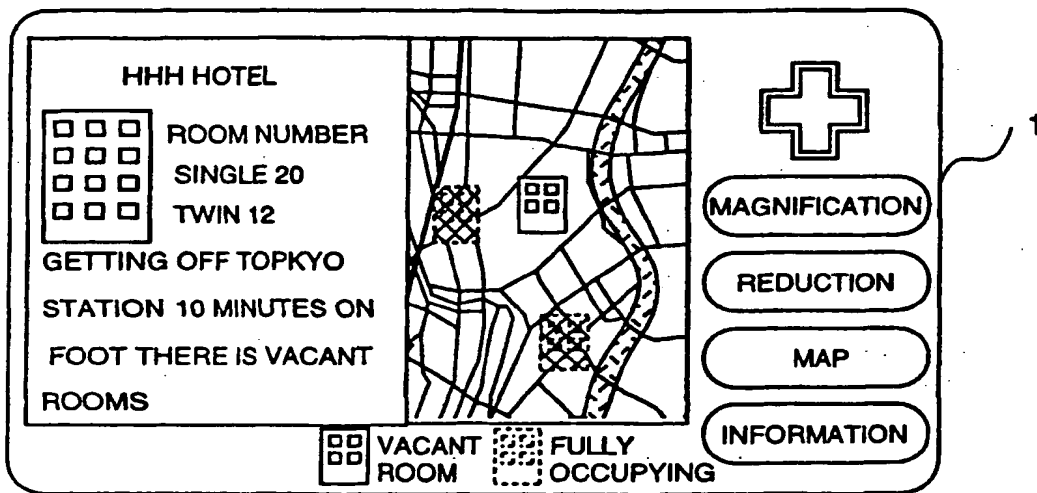 HHH HOTEL
ROOM NUMBER
SINGLE 20
TWIN 12
GETTING OFF TOPKYO
STATION 10 MINUTES ON
FOOT THERE IS VACANT
ROOMS
MAGNIFICATION
REDUCTION
MAP
INFORMATION
VACANT
ROOM
FULLY
OCCUPYING
1